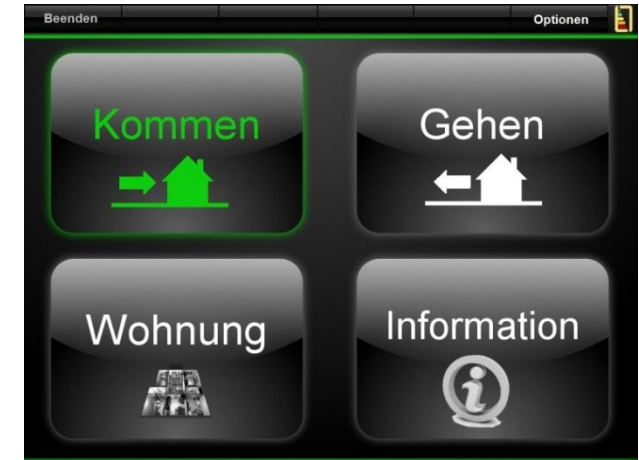 Beenden
Optionen
Kommen
Gehen
Wohnung
Information